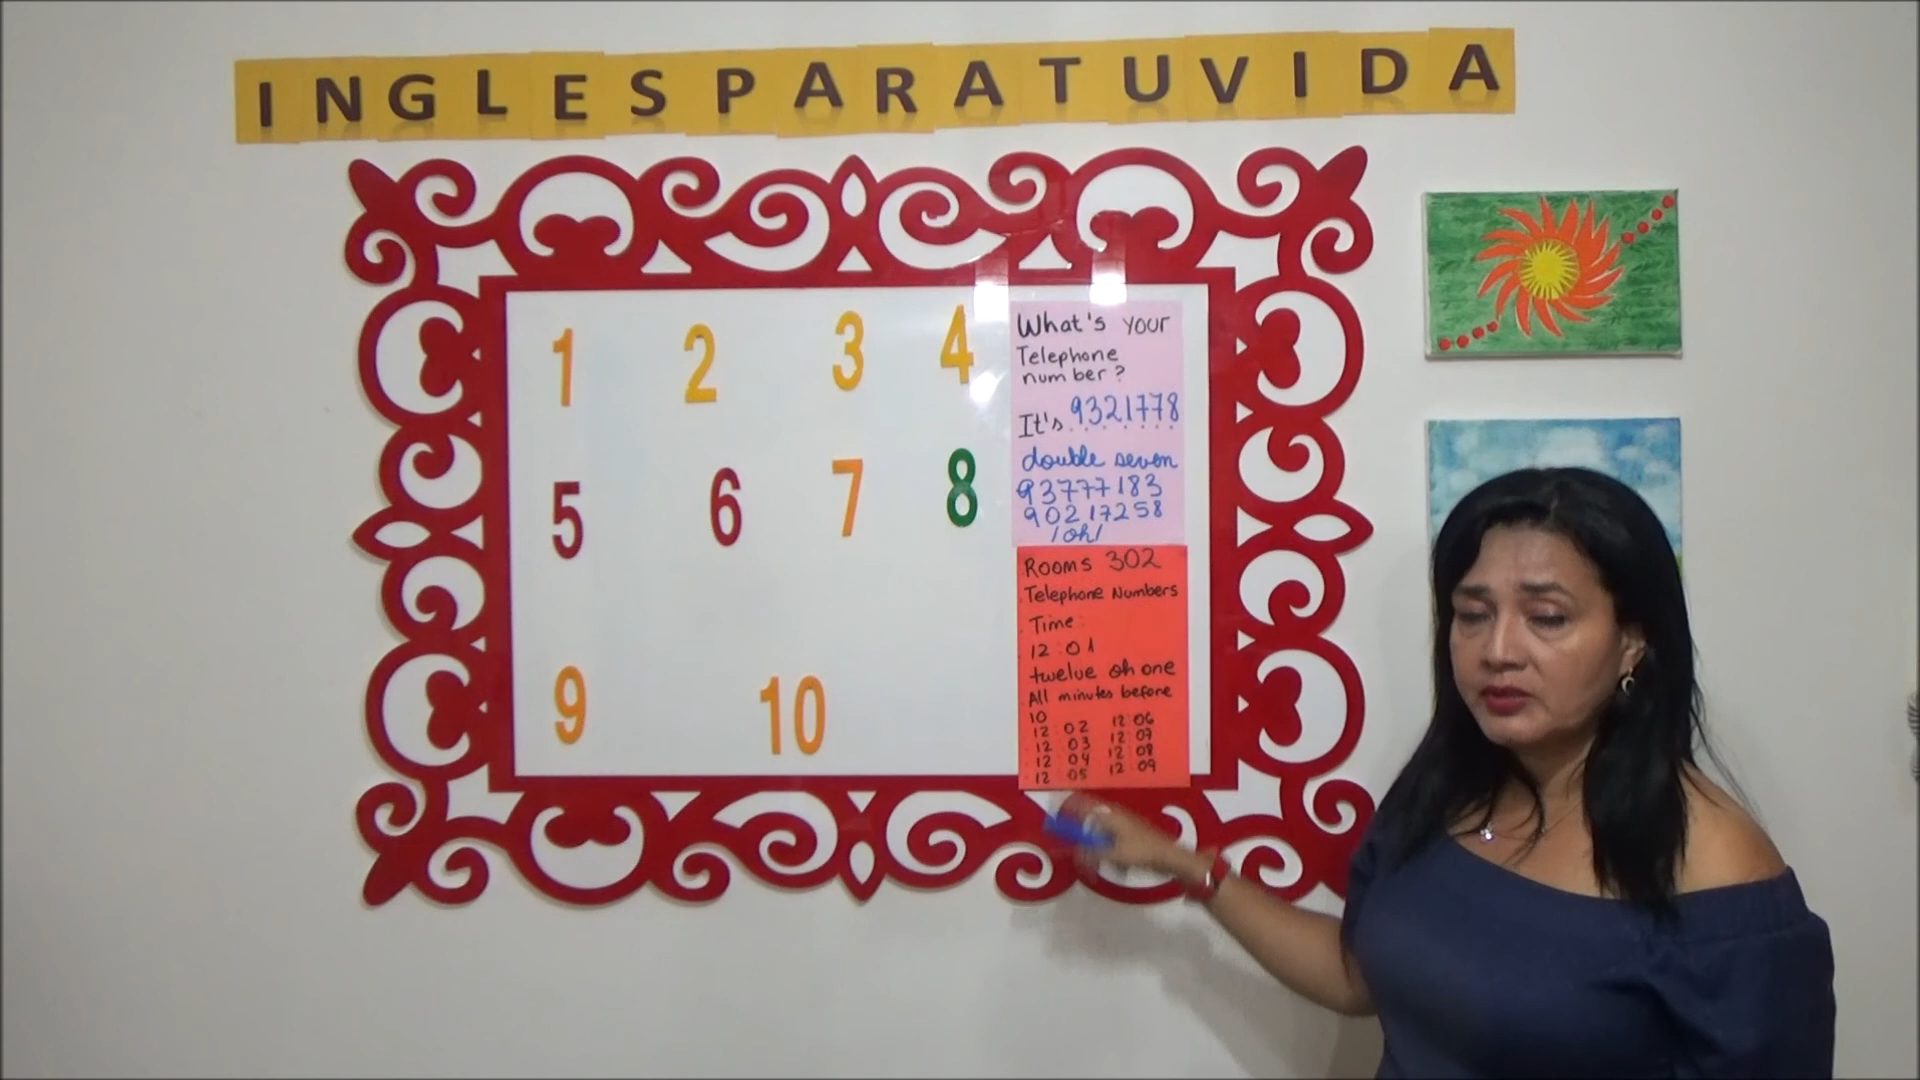 INGLESPARATUVIDA
1 2 3 4
5 6 7 8
9 10
What's your
Telephone
number?
It's 9321778
double seven
93777183
90217258
/oh/
Rooms 302
Telephone Numbers
Time:
12:01
twelve oh one
All minutes before
10
12 02 12:06
12 03 12:07
12 04 12:08
12 05 12:09